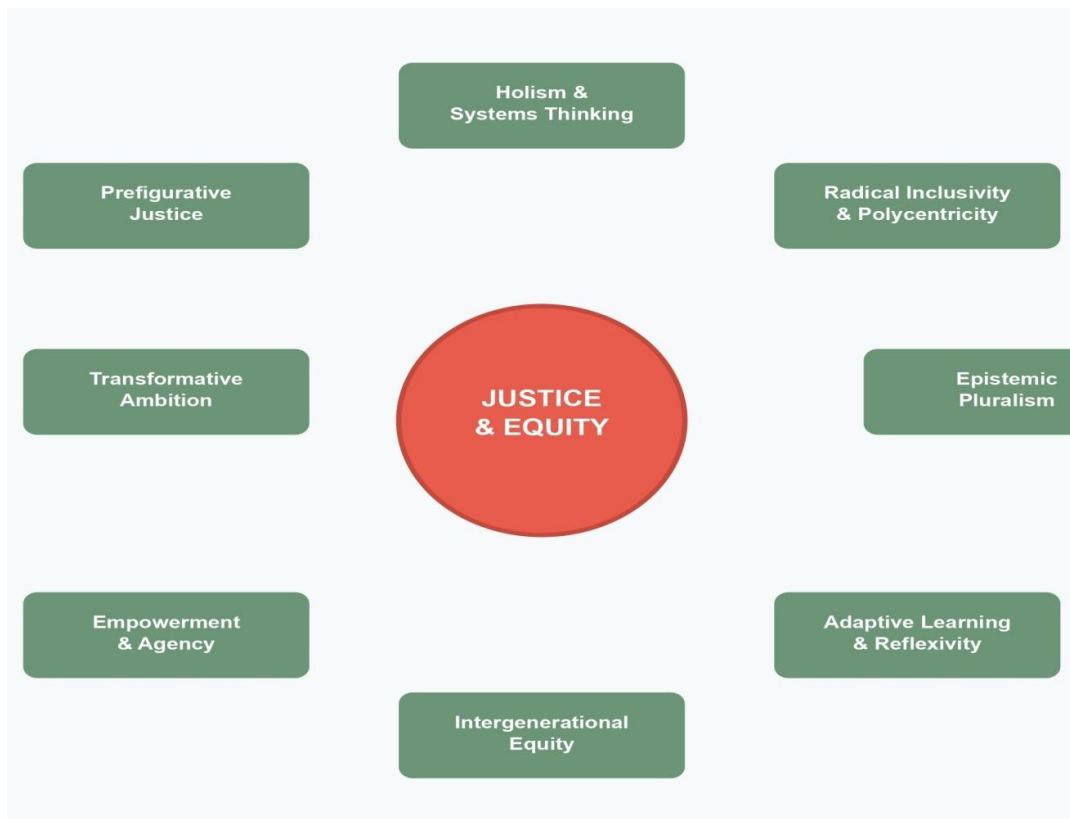 Holism &
Systems Thinking
Prefigurative
Justice
Radical Inclusivity
& Polycentricity
Transformative
Ambition
JUSTICE
& EQUITY
Epistemic
Pluralism
Empowerment
& Agency
Adaptive Learning
& Reflexivity
Intergenerational
Equity